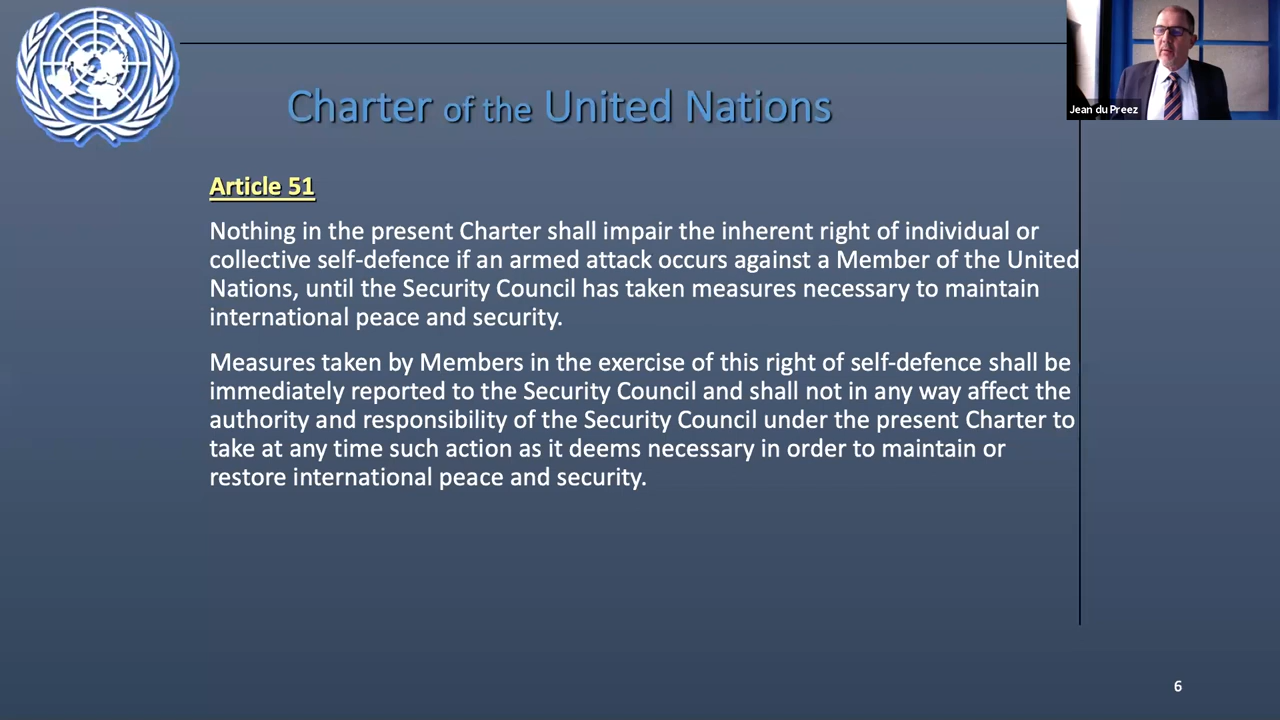 Jean du Preez
Charter of the United Nations
Article 51
Nothing in the present Charter shall impair the inherent right of individual or
collective self-defence if an armed attack occurs against a Member of the United
Nations, until the Security Council has taken measures necessary to maintain
international peace and security.
Measures taken by Members in the exercise of this right of self-defence shall be
immediately reported to the Security Council and shall not in any way affect the
authority and responsibility of the Security Council under the present Charter to
take at any time such action as it deems necessary in order to maintain or
restore international peace and security.
6